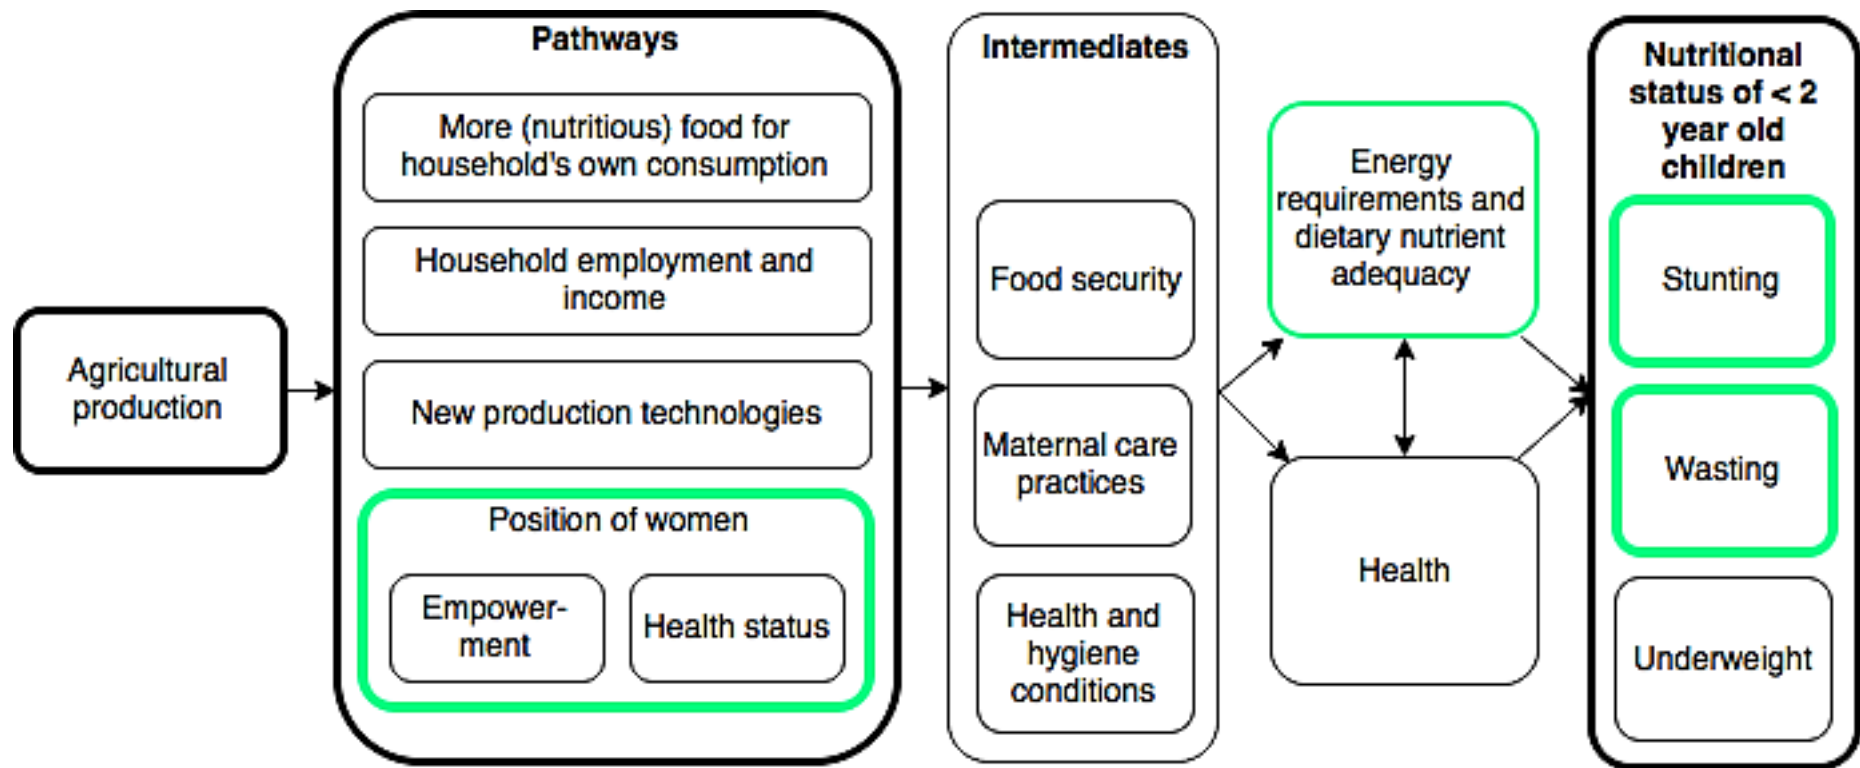 Agricultural
production
Pathways
More (nutritious) food for
household's own consumption
Household employment and
income
New production technologies
Position of women
Empower-
ment
Health status
Intermediates
Food security
Maternal care
practices
Health and
hygiene
conditions
Energy
requirements and
dietary nutrient
adequacy
Health
Nutritional
status of < 2
year old
children
Stunting
Wasting
Underweight